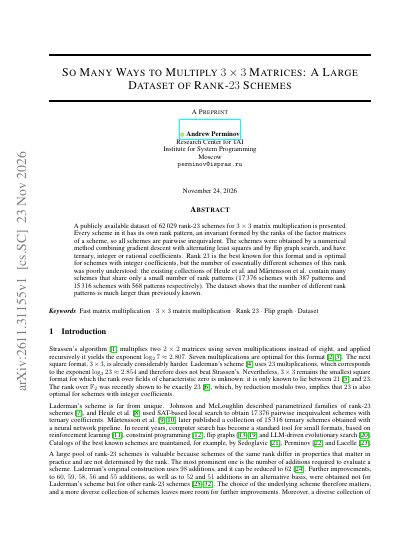 SO MANY WAYS TO MULTIPLY 3 × 3 MATRICES: A LARGE
DATASET OF RANK-23 SCHEMES
A PREPRINT
Andrew Perminov
Research Center for TAI
Institute for System Programming
Moscow
perminov@ispras.ru
November 24, 2026
ABSTRACT
A publicly available dataset of 62 029 rank-23 schemes for 3 × 3 matrix multiplication is presented.
Every scheme in it has its own rank pattern, an invariant formed by the ranks of the factor matrices
of a scheme, so all schemes are pairwise inequivalent. The schemes were obtained by a numerical
method combining gradient descent with alternating least squares and by flip graph search, and have
ternary, integer or rational coefficients. Rank 23 is the best known for this format and is optimal
for schemes with integer coefficients, but the number of essentially different schemes of this rank
was poorly understood: the existing collections of Heule et al. and Mårtensson et al. contain many
schemes that share only a small number of rank patterns (17 376 schemes with 387 patterns and
15 316 schemes with 568 patterns respectively). The dataset shows that the number of different rank
patterns is much larger than previously known.
Keywords Fast matrix multiplication · 3 × 3 matrix multiplication · Rank 23 · Flip graph · Dataset
1 Introduction
Strassen's algorithm [1] multiplies two 2 × 2 matrices using seven multiplications instead of eight, and applied
recursively it yields the exponent log₂ 7 ≈ 2.807. Seven multiplications are optimal for this format [2, 3]. The next
square format, 3×3, is already considerably harder: Laderman's scheme [4] uses 23 multiplications, which corresponds
to the exponent log₃ 23 ≈ 2.854 and therefore does not beat Strassen's. Nevertheless, 3×3 remains the smallest square
format for which the rank over fields of characteristic zero is unknown: it is only known to lie between 21 [5] and 23.
The rank over F₂ was recently shown to be exactly 23 [6], which, by reduction modulo two, implies that 23 is also
optimal for schemes with integer coefficients.
Laderman's scheme is far from unique. Johnson and McLoughlin described parametrized families of rank-23
schemes [7], and Heule et al. [8] used SAT-based local search to obtain 17 376 pairwise inequivalent schemes with
ternary coefficients. Mårtensson et al. [9, 10] later published a collection of 15 316 ternary schemes obtained with
a neural network pipeline. In recent years, computer search has become a standard tool for small formats, based on
reinforcement learning [11], constraint programming [12], flip graphs [13–19] and LLM-driven evolutionary search [20].
Catalogs of the best known schemes are maintained, for example, by Sedoglavic [21], Perminov [22] and Lacelle [23].
A large pool of rank-23 schemes is valuable because schemes of the same rank differ in properties that matter in
practice and are not determined by the rank. The most prominent one is the number of additions required to evaluate a
scheme. Laderman's original construction uses 98 additions, and it can be reduced to 62 [24]. Further improvements,
to 60, 59, 58, 56 and 55 additions, as well as to 52 and 51 additions in an alternative basis, were obtained not for
Laderman's scheme but for other rank-23 schemes [25–32]. The choice of the underlying scheme therefore matters,
and a more diverse collection of schemes leaves more room for further improvements. Moreover, a diverse collection of
arXiv:2611.31155v1 [cs.SC] 23 Nov 2026